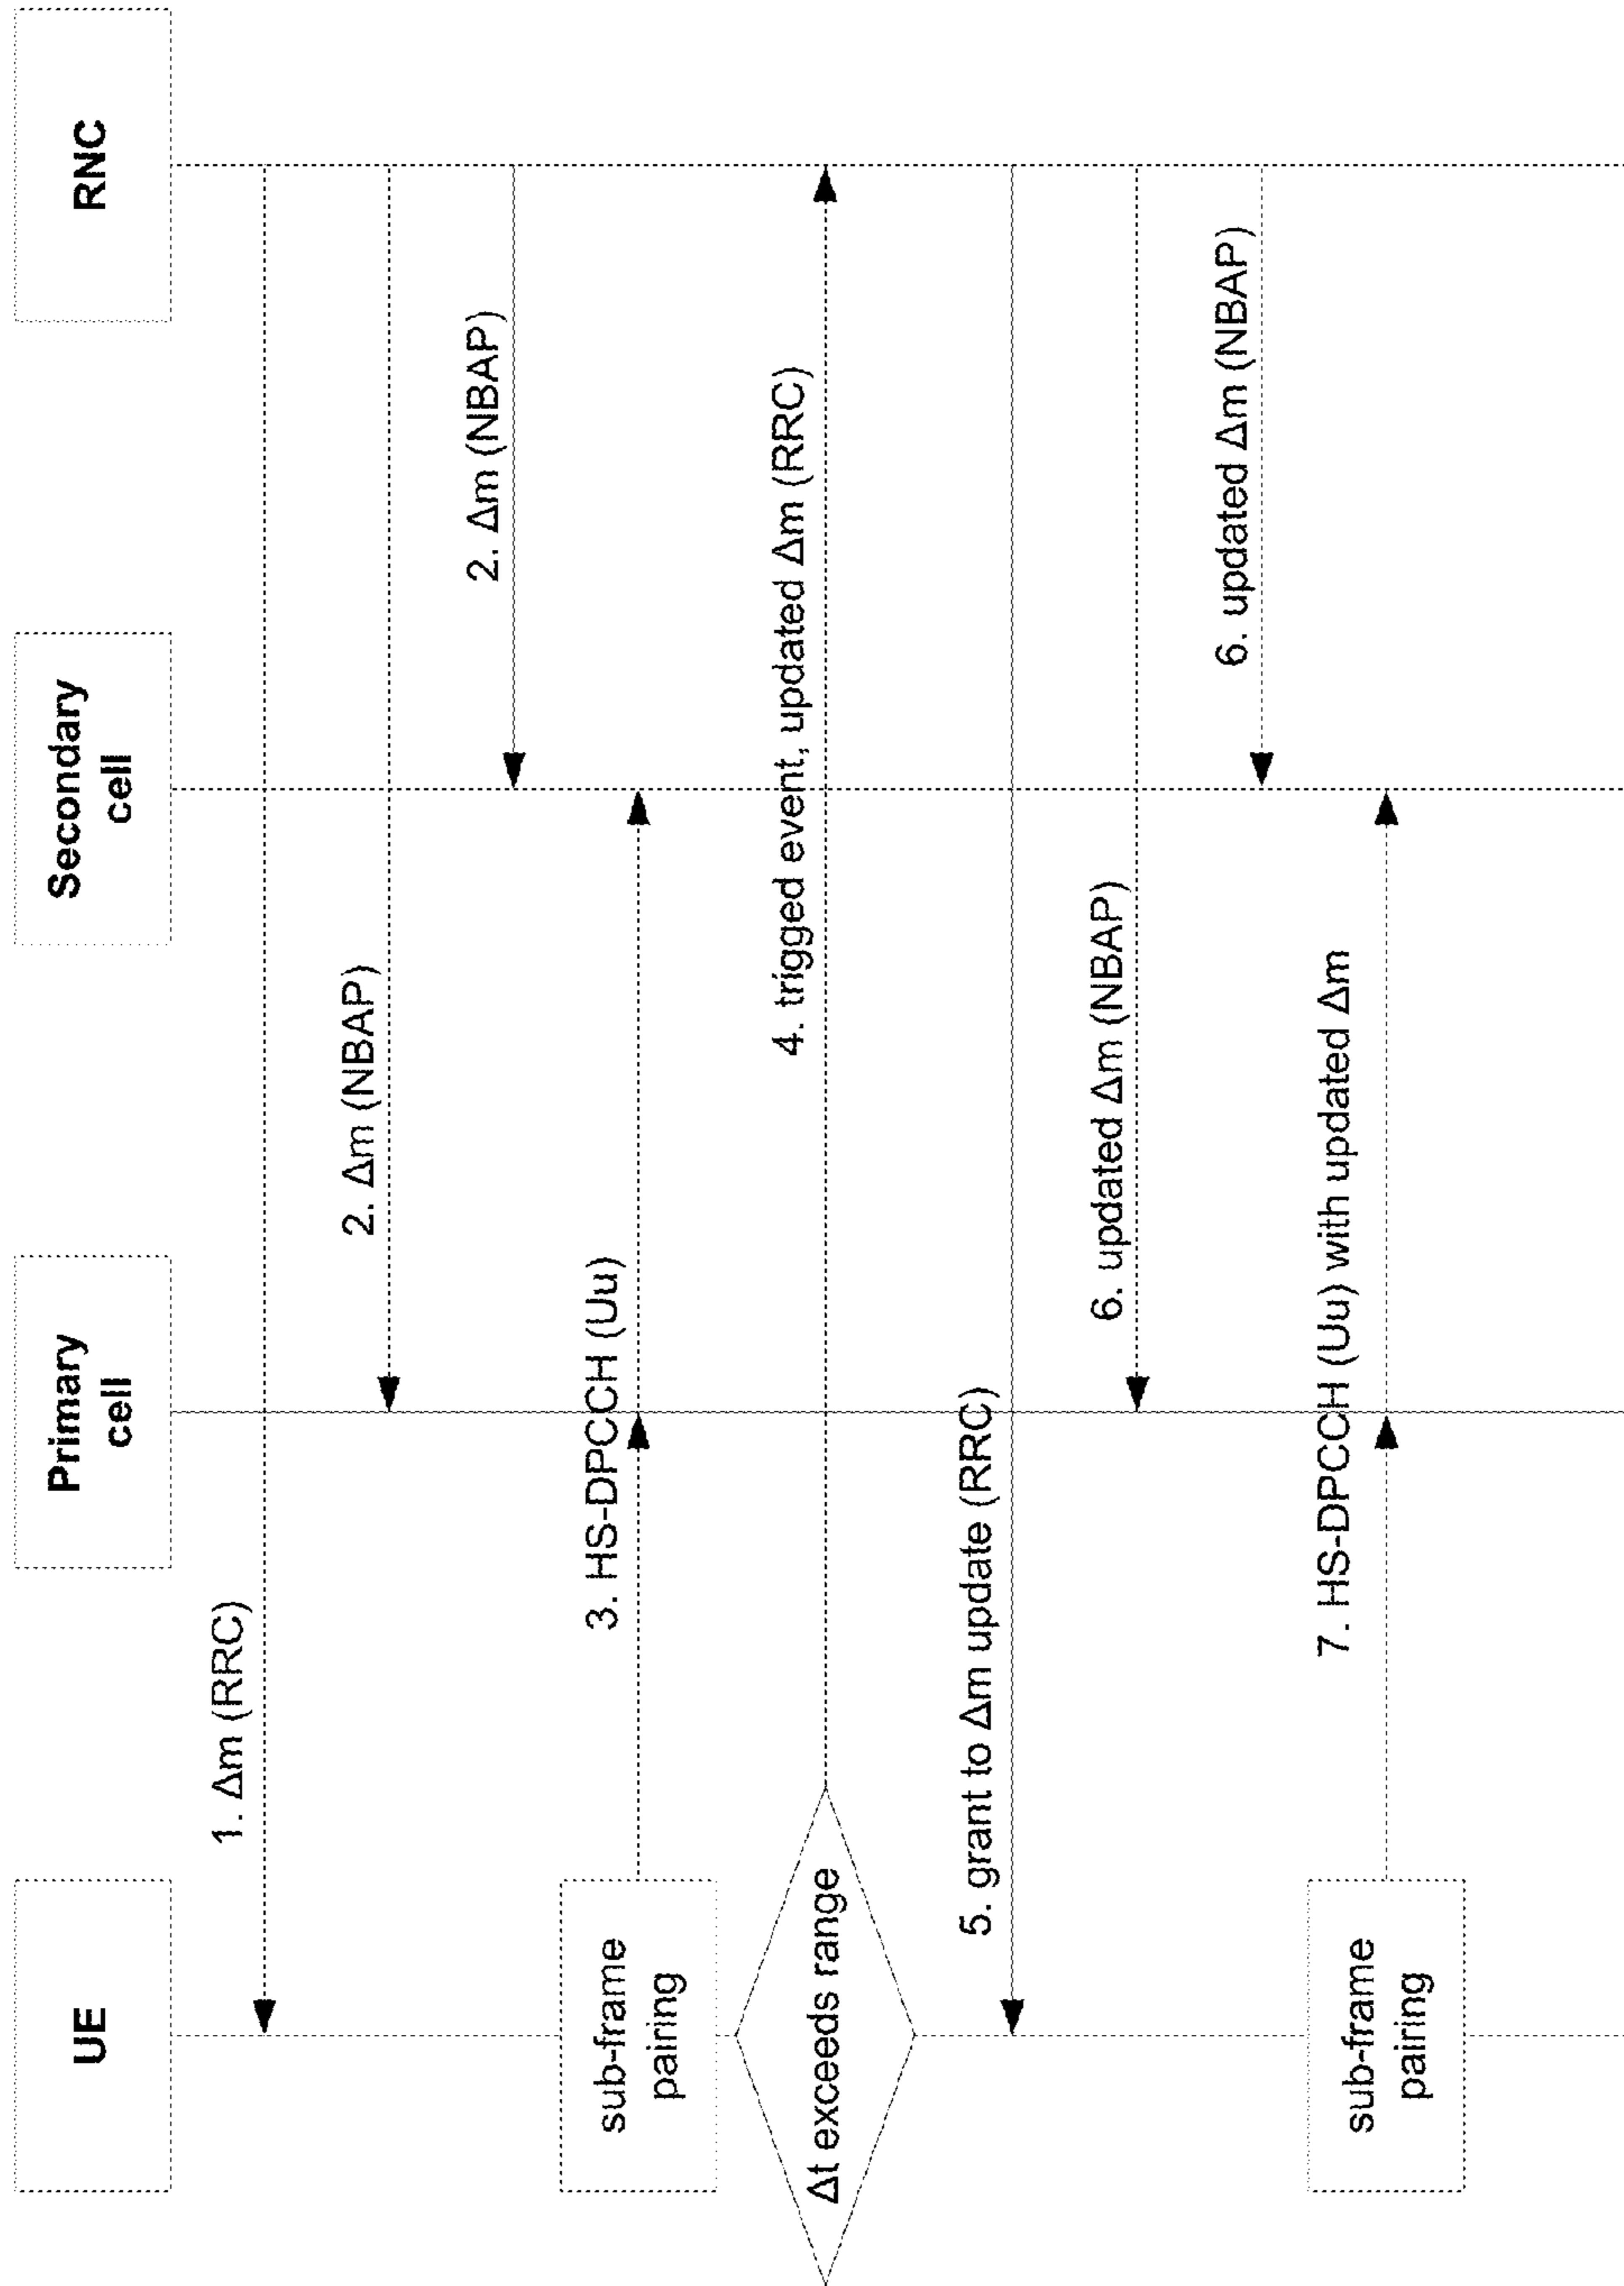 UE
Primary
cell
Secondary
cell
RNC
1. Δm (RRC)
2. Δm (NBAP)
2. Δm (NBAP)
sub-frame
pairing
3. HS-DPCCH (Uu)
Δt exceeds range
4. trigged event, updated Δm (RRC)
5. grant to Δm update (RRC)
6. updated Δm (NBAP)
6. updated Δm (NBAP)
sub-frame
pairing
7. HS-DPCCH (Uu) with updated Δm